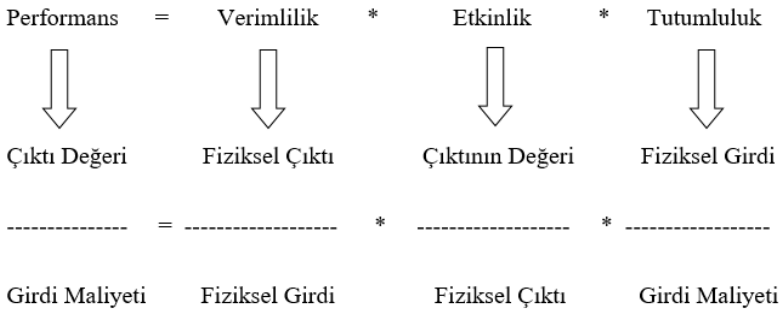 Performans = Verimlilik * Etkinlik * Tutumluluk
Çıktı Değeri Fiziksel Çıktı Çıktının Değeri Fiziksel Girdi
--------------- = ------------------- * ------------------- * ------------------
Girdi Maliyeti Fiziksel Girdi Fiziksel Çıktı Girdi Maliyeti